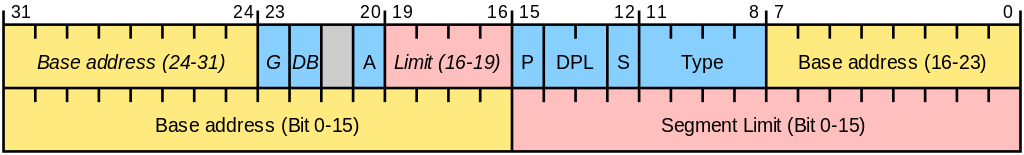 31 24 23 20 19 16 15 12 11 8 7 0
Base address (24-31) G DB A Limit (16-19) P DPL S Type Base address (16-23)
Base address (Bit 0-15) Segment Limit (Bit 0-15)